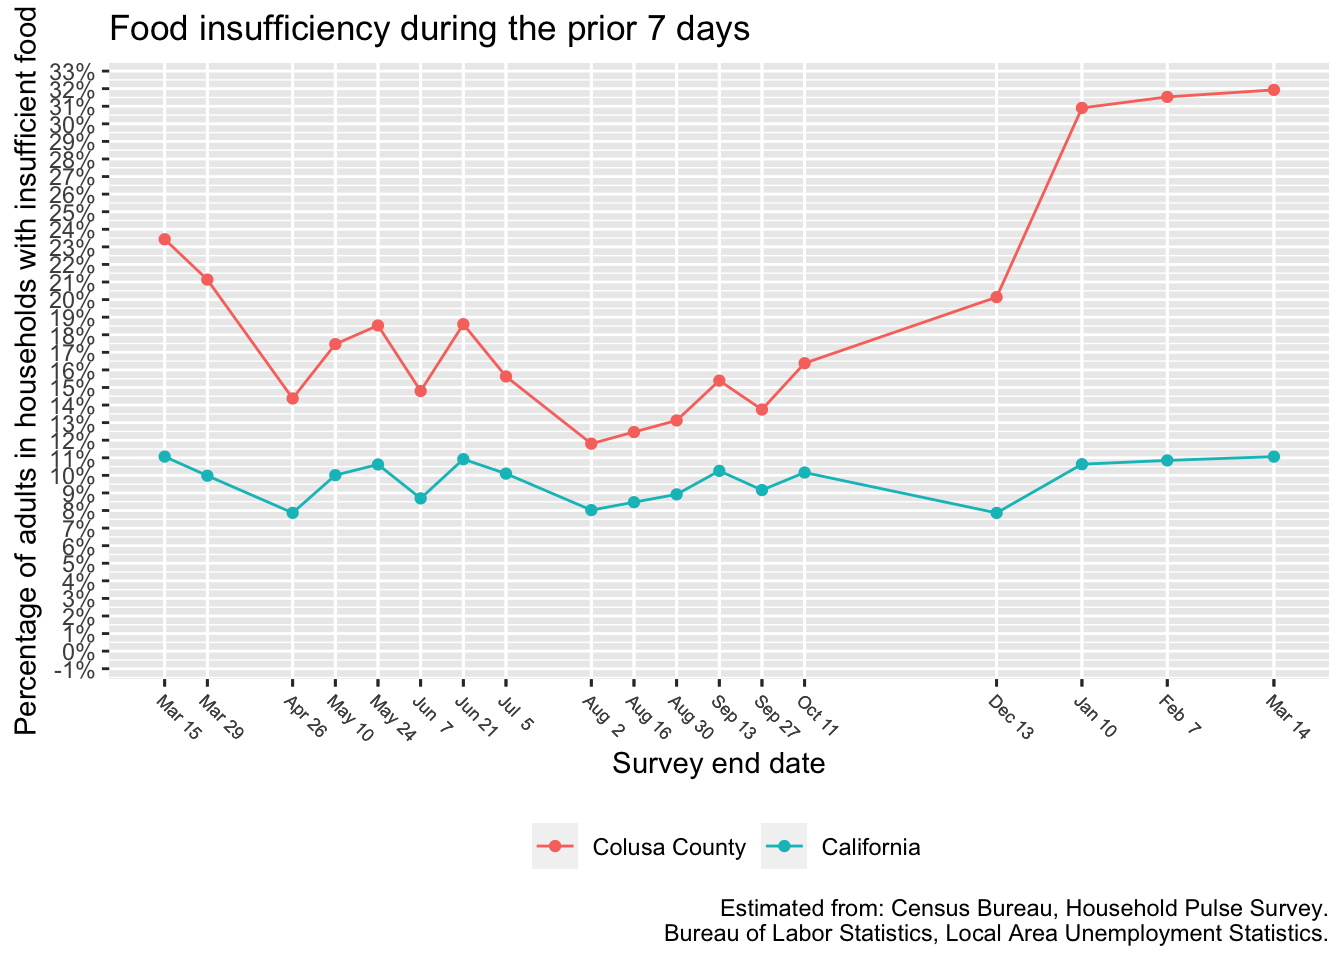 Food insufficiency during the prior 7 days
Percentage of adults in households with insufficient food
33%
32%
31%
30%
29%
28%
27%
26%
25%
24%
23%
22%
21%
20%
19%
18%
17%
16%
15%
14%
13%
12%
11%
10%
9%
8%
7%
6%
5%
4%
3%
2%
1%
0%
-1%
Mar 15
Mar 29
Apr 26
May 10
May 24
Jun 7
Jun 21
Jul 5
Aug 2
Aug 16
Aug 30
Sep 13
Sep 27
Oct 11
Dec 13
Jan 10
Feb 7
Mar 14
Survey end date
Colusa County
California
Estimated from: Census Bureau, Household Pulse Survey.
Bureau of Labor Statistics, Local Area Unemployment Statistics.